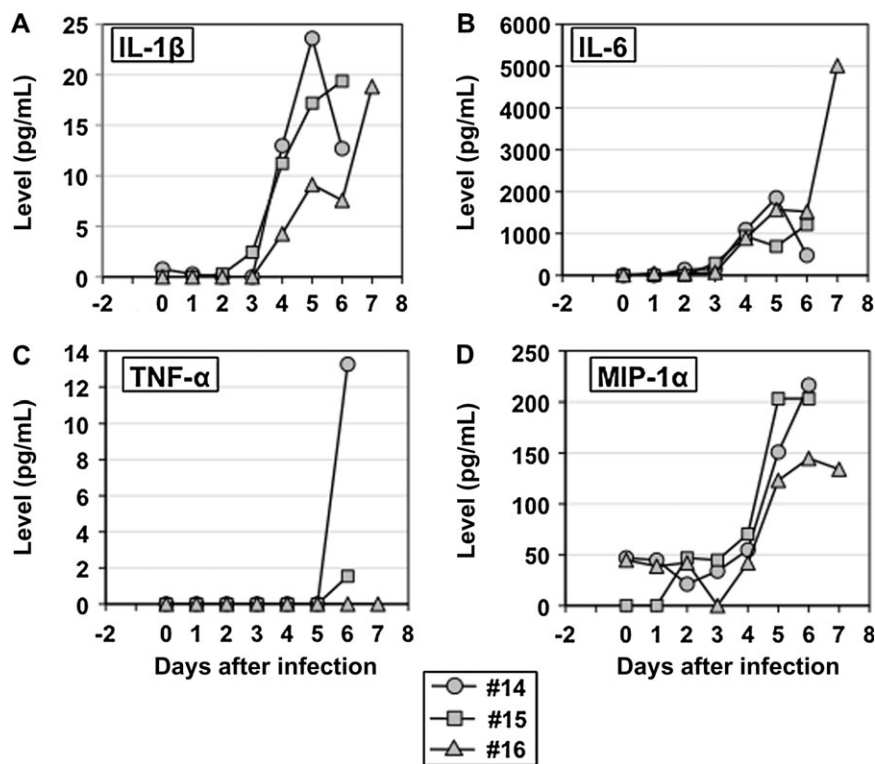 A
IL-1β
Level (pg/mL)
25
20
15
10
5
0
-2 0 1 2 3 4 5 6 7 8
B
IL-6
Level (pg/mL)
6000
5000
4000
3000
2000
1000
0
-2 0 1 2 3 4 5 6 7 8
C
TNF-α
Level (pg/mL)
14
12
10
8
6
4
2
0
-2 0 1 2 3 4 5 6 7 8
Days after infection
D
MIP-1α
Level (pg/mL)
250
200
150
100
50
0
-2 0 1 2 3 4 5 6 7 8
Days after infection
#14
#15
#16